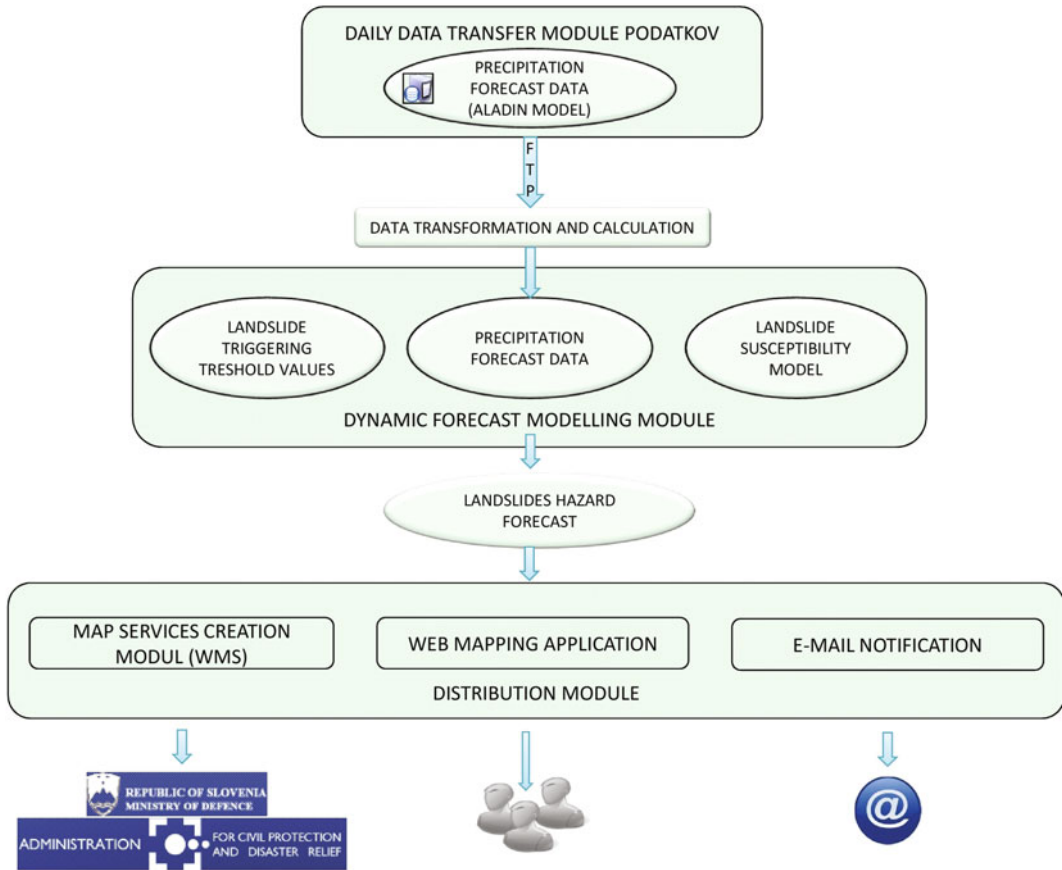 DAILY DATA TRANSFER MODULE PODATKOV
PRECIPITATION
FORECAST DATA
(ALADIN MODEL)
F
T
P
DATA TRANSFORMATION AND CALCULATION
LANDSLIDE
TRIGGERING
TRESHOLD VALUES
PRECIPITATION
FORECAST DATA
LANDSLIDE
SUSCEPTIBILITY
MODEL
DYNAMIC FORECAST MODELLING MODULE
LANDSLIDES HAZARD
FORECAST
MAP SERVICES CREATION
MODUL (WMS)
WEB MAPPING APPLICATION
E-MAIL NOTIFICATION
DISTRIBUTION MODULE
REPUBLIC OF SLOVENIA
MINISTRY OF DEFENCE
ADMINISTRATION
FOR CIVIL PROTECTION
AND DISASTER RELIEF
@